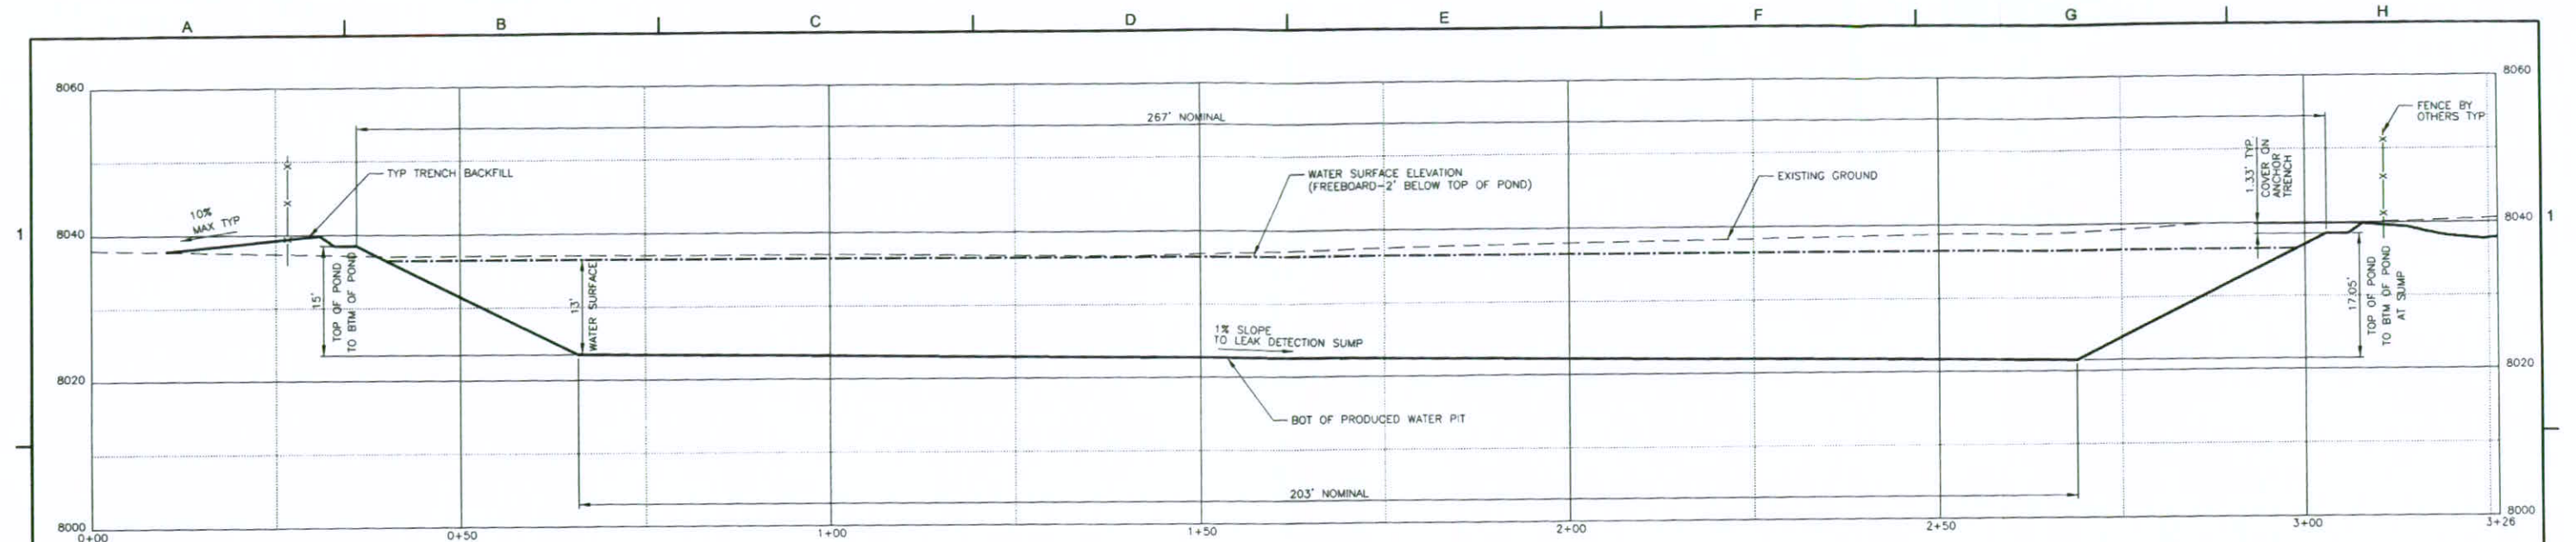 A B C D E F G H
8060
8060
267' NOMINAL
FENCE BY
OTHERS TYP
TYP TRENCH BACKFILL
WATER SURFACE ELEVATION
(FREEBOARD-2' BELOW TOP OF POND)
EXISTING GROUND
1.33' TYP
COVER ON
ANCHOR
TRENCH
10%
MAX TYP
1
1
8040
8040
15'
TOP OF POND
TO BTM OF POND
13'
WATER SURFACE
17.05'
TOP OF POND
TO BTM OF POND
AT SUMP
1% SLOPE
TO LEAK DETECTION SUMP
8020
8020
BOT OF PRODUCED WATER PIT
203' NOMINAL
8000
8000
0+00 0+50 1+00 1+50 2+00 2+50 3+00 3+26